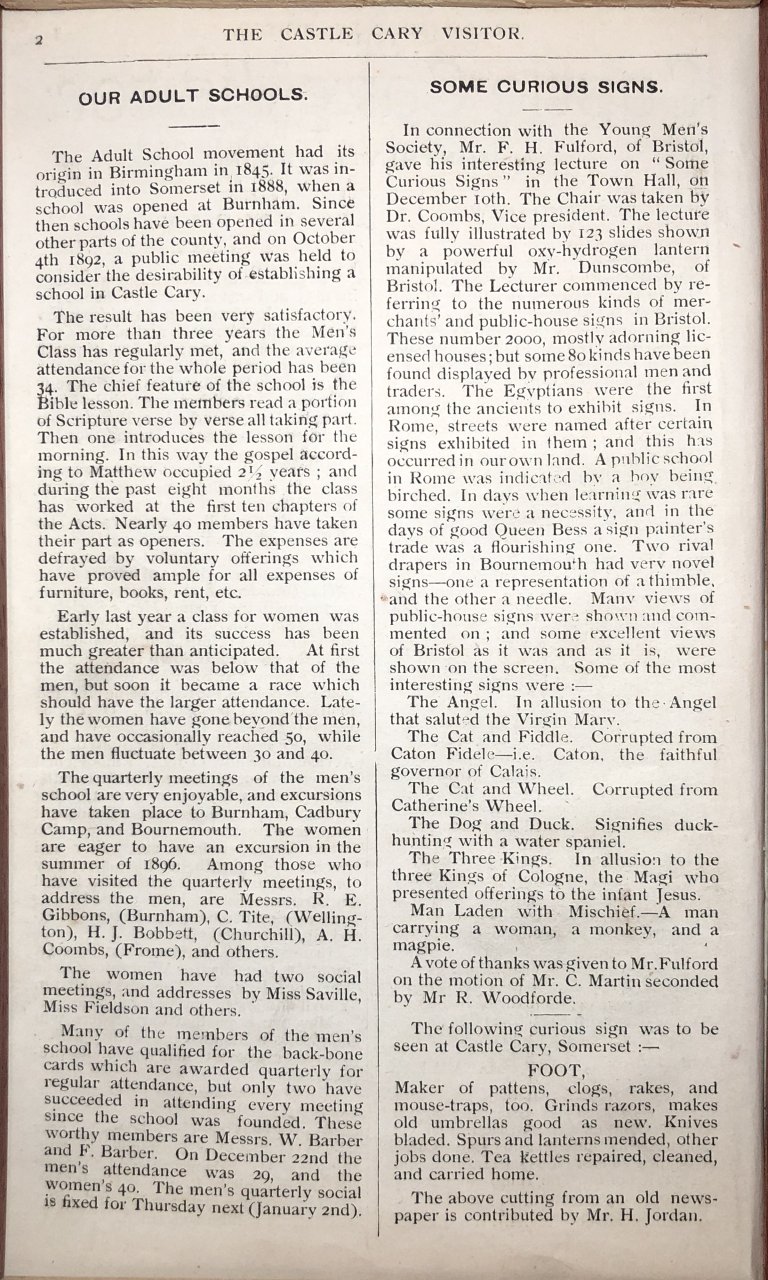 2
THE CASTLE CARY VISITOR.
OUR ADULT SCHOOLS.
The Adult School movement had its
origin in Birmingham in 1845. It was in-
troduced into Somerset in 1888, when a
school was opened at Burnham. Since
then schools have been opened in several
other parts of the county, and on October
4th 1892, a public meeting was held to
consider the desirability of establishing a
school in Castle Cary.
The result has been very satisfactory.
For more than three years the Men's
Class has regularly met, and the average
attendance for the whole period has been
34. The chief feature of the school is the
Bible lesson. The members read a portion
of Scripture verse by verse all taking part.
Then one introduces the lesson for the
morning. In this way the gospel accord-
ing to Matthew occupied 2½ years ; and
during the past eight months the class
has worked at the first ten chapters of
the Acts. Nearly 40 members have taken
their part as openers. The expenses are
defrayed by voluntary offerings which
have proved ample for all expenses of
furniture, books, rent, etc.
Early last year a class for women was
established, and its success has been
much greater than anticipated. At first
the attendance was below that of the
men, but soon it became a race which
should have the larger attendance. Late-
ly the women have gone beyond the men,
and have occasionally reached 50, while
the men fluctuate between 30 and 40.
The quarterly meetings of the men's
school are very enjoyable, and excursions
have taken place to Burnham, Cadbury
Camp, and Bournemouth. The women
are eager to have an excursion in the
summer of 1896. Among those who
have visited the quarterly meetings, to
address the men, are Messrs. R. E.
Gibbons, (Burnham), C. Tite, (Welling-
ton), H. J. Bobbett, (Churchill), A. H.
Coombs, (Frome), and others.
The women have had two social
meetings, and addresses by Miss Saville,
Miss Fieldson and others.
Many of the members of the men's
school have qualified for the back-bone
cards which are awarded quarterly for
regular attendance, but only two have
succeeded in attending every meeting
since the school was founded. These
worthy members are Messrs. W. Barber
and F. Barber. On December 22nd the
men's attendance was 29, and the
women's 40. The men's quarterly social
is fixed for Thursday next (January 2nd).
SOME CURIOUS SIGNS.
In connection with the Young Men's
Society, Mr. F. H. Fulford, of Bristol,
gave his interesting lecture on "Some
Curious Signs" in the Town Hall, on
December 10th. The Chair was taken by
Dr. Coombs, Vice president. The lecture
was fully illustrated by 123 slides shown
by a powerful oxy-hydrogen lantern
manipulated by Mr. Dunscombe, of
Bristol. The Lecturer commenced by re-
ferring to the numerous kinds of mer-
chants' and public-house signs in Bristol.
These number 2000, mostly adorning lic-
ensed houses; but some 80 kinds have been
found displayed by professional men and
traders. The Egyptians were the first
among the ancients to exhibit signs. In
Rome, streets were named after certain
signs exhibited in them ; and this has
occurred in our own land. A public school
in Rome was indicated by a boy being
birched. In days when learning was rare
some signs were a necessity, and in the
days of good Queen Bess a sign painter's
trade was a flourishing one. Two rival
drapers in Bournemouth had very novel
signs—one a representation of a thimble,
and the other a needle. Many views of
public-house signs were shown and com-
mented on ; and some excellent views
of Bristol as it was and as it is, were
shown on the screen. Some of the most
interesting signs were :—
The Angel. In allusion to the Angel
that saluted the Virgin Mary.
The Cat and Fiddle. Corrupted from
Caton Fidele—i.e. Caton, the faithful
governor of Calais.
The Cat and Wheel. Corrupted from
Catherine's Wheel.
The Dog and Duck. Signifies duck-
hunting with a water spaniel.
The Three Kings. In allusion to the
three Kings of Cologne, the Magi who
presented offerings to the infant Jesus.
Man Laden with Mischief.—A man
carrying a woman, a monkey, and a
magpie.
A vote of thanks was given to Mr. Fulford
on the motion of Mr. C. Martin seconded
by Mr R. Woodforde.
The following curious sign was to be
seen at Castle Cary, Somerset :—
FOOT,
Maker of pattens, clogs, rakes, and
mouse-traps, too. Grinds razors, makes
old umbrellas good as new. Knives
bladed. Spurs and lanterns mended, other
jobs done. Tea Kettles repaired, cleaned,
and carried home.
The above cutting from an old news-
paper is contributed by Mr. H. Jordan.